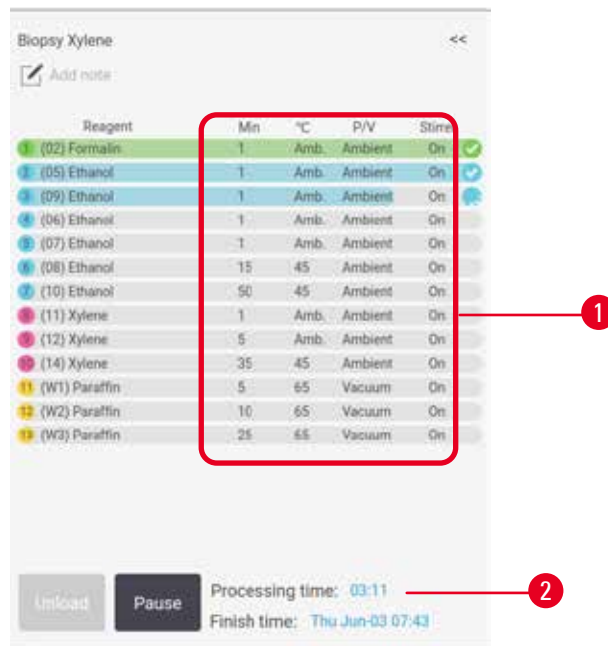 Biopsy Xylene <<
Add note
Reagent Min °C P/V Stirre
1 (02) Formalin 1 Amb. Ambient On
2 (05) Ethanol 1 Amb. Ambient On
3 (09) Ethanol 1 Amb. Ambient On
4 (06) Ethanol 1 Amb. Ambient On
5 (07) Ethanol 1 Amb. Ambient On
6 (08) Ethanol 15 45 Ambient On
7 (10) Ethanol 50 45 Ambient On
8 (11) Xylene 1 Amb. Ambient On
9 (12) Xylene 5 Amb. Ambient On
10 (14) Xylene 35 45 Ambient On
11 (W1) Paraffin 5 65 Vacuum On
12 (W2) Paraffin 10 65 Vacuum On
13 (W3) Paraffin 25 65 Vacuum On
1
Unload Pause Processing time: 03:11
2
Finish time: Thu Jun-03 07:43